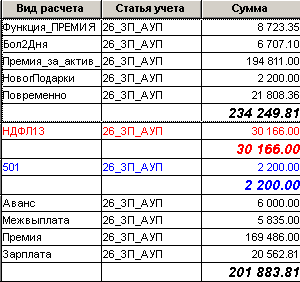 Вид расчета Статья учета Сумма
Функция_ПРЕМИЯ 26_ЗП_АУП 8 723.35
Бол2Дня 26_ЗП_АУП 6 707.10
Премия_за_актив_ 26_ЗП_АУП 194 811.00
НовогПодарки 26_ЗП_АУП 2 200.00
Повременно 26_ЗП_АУП 21 808.36
234 249.81
НДФЛ13 26_ЗП_АУП 30 166.00
30 166.00
501 26_ЗП_АУП 2 200.00
2 200.00
Аванс 26_ЗП_АУП 6 000.00
Межвыплата 26_ЗП_АУП 5 835.00
Премия 26_ЗП_АУП 169 486.00
Зарплата 26_ЗП_АУП 20 562.81
201 883.81